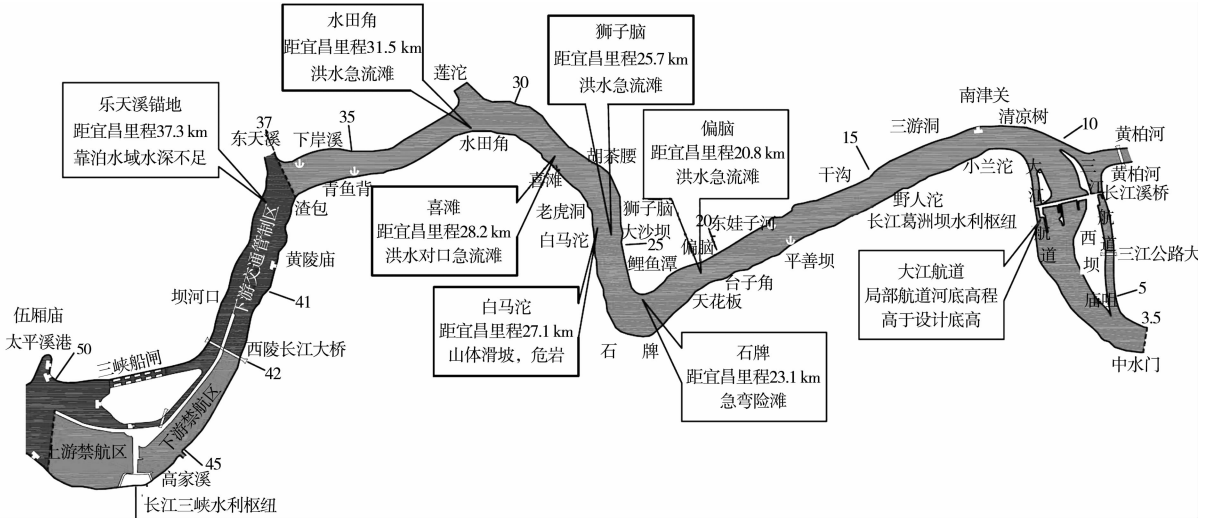 水田角
距宜昌里程31.5 km
洪水急流滩
狮子脑
距宜昌里程25.7 km
洪水急流滩
乐天溪锚地
距宜昌里程37.3 km
靠泊水域水深不足
偏脑
距宜昌里程20.8 km
洪水急流滩
喜滩
距宜昌里程28.2 km
洪水对口急流滩
白马沱
距宜昌里程27.1 km
山体滑坡，危岩
石牌
距宜昌里程23.1 km
急弯险滩
大江航道
局部航道河底高程
高于设计底高
伍厢庙
太平溪港
50
三峡船闸
上游禁航区
下游禁航区
高家溪
长江三峡水利枢纽
45
42
西陵长江大桥
41
坝河口
黄陵庙
下游交通管制区
渣包
东天溪
37
下岸溪
35
青鱼背
莲沱
30
水田角
喜滩
胡茶腰
老虎洞
白马沱
狮子脑
大沙坝
25
鲤鱼潭
石 牌
偏脑
20
东娃子河
天花板
台子角
平善坝
干沟
15
三游洞
野人沱
长江葛洲坝水利枢纽
南津关
清凉树
小兰沱
10
黄柏河
黄柏河
长江溪桥
大江航道
三江航道
西坝
三江公路大
庙咀
5
3.5
中水门